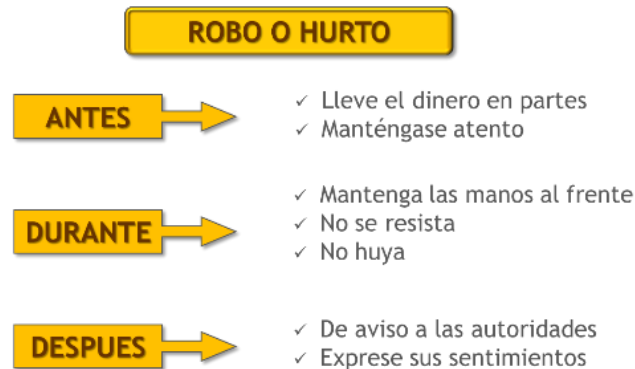 ROBO O HURTO
ANTES
✓ Lleve el dinero en partes
✓ Manténgase atento
DURANTE
✓ Mantenga las manos al frente
✓ No se resista
✓ No huya
DESPUES
✓ De aviso a las autoridades
✓ Exprese sus sentimientos